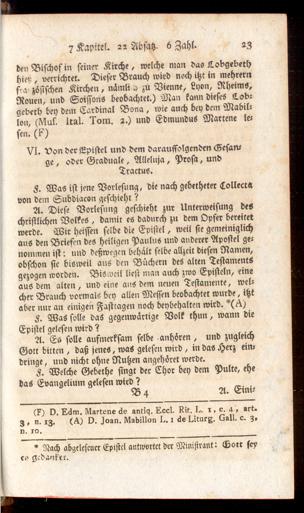 7 Kapitel. 22 Absatz. 6 Zahl. 23
den Bischof in seiner Kirche, welche man das Lobgebeth
hieß, verrichtet. Dieser Brauch wird noch itzt in mehrern
französischen Kirchen, nämlich zu Vienne, Lyon, Rheims,
Rouen, und Soissons beobachtet.) Man kann dieses Lob-
gebeth bey dem Cardinal Bona, wie auch bey dem Mabil-
lon, (Mus. Ital. Tom. 2.) und Edmundus Martene le-
sen. (F)
VI. Von der Epistel und dem darauffolgenden Gesan-
ge, oder Graduale, Alleluja, Prosa, und
Tractus.
F. Was ist jene Vorlesung, die nach gebetheter Collecta
von dem Subdiacon geschieht?
A. Diese Vorlesung geschieht zur Unterweisung des
christlichen Volkes, damit es dadurch zu dem Opfer bereitet
werde. Wir heissen selbe die Epistel, weil sie gemeiniglich
aus den Briefen des heiligen Paulus und anderer Apostel ge-
nommen ist; und deßwegen behält selbe allzeit diesen Namen,
obschon sie bisweil aus den Büchern des alten Testaments
gezogen worden. Bisweil liest man auch zwo Episteln, eine
aus dem alten, und eine aus dem neuen Testamente, wel-
cher Brauch vormals bey allen Messen beobachtet wurde, itzt
aber nur an einigen Fasttagen noch beybehalten wird. *(A)
F. Was solle das gegenwärtige Volk thun, wann die
Epistel gelesen wird?
A. Es solle aufmerksam selbe anhören, und zugleich
Gott bitten, daß jenes, was gelesen wird, in das Herz ein-
dringe, und nicht ohne Nutzen angehöret werde.
F. Welche Gebethe singt der Chor bey dem Pulte, ehe
das Evangelium gelesen wird?
B 4 A. Eini-
(F) D. Edm. Martene de antiq. Eccl. Rit. L. 1, c. 4, art.
3, n. 13. (A) D. Joan. Mabillon L. 1 de Liturg. Gall. c. 3,
n. 10.
* Nach abgelesener Epistel antwortet der Ministrant: Gott sey
es gedanket.